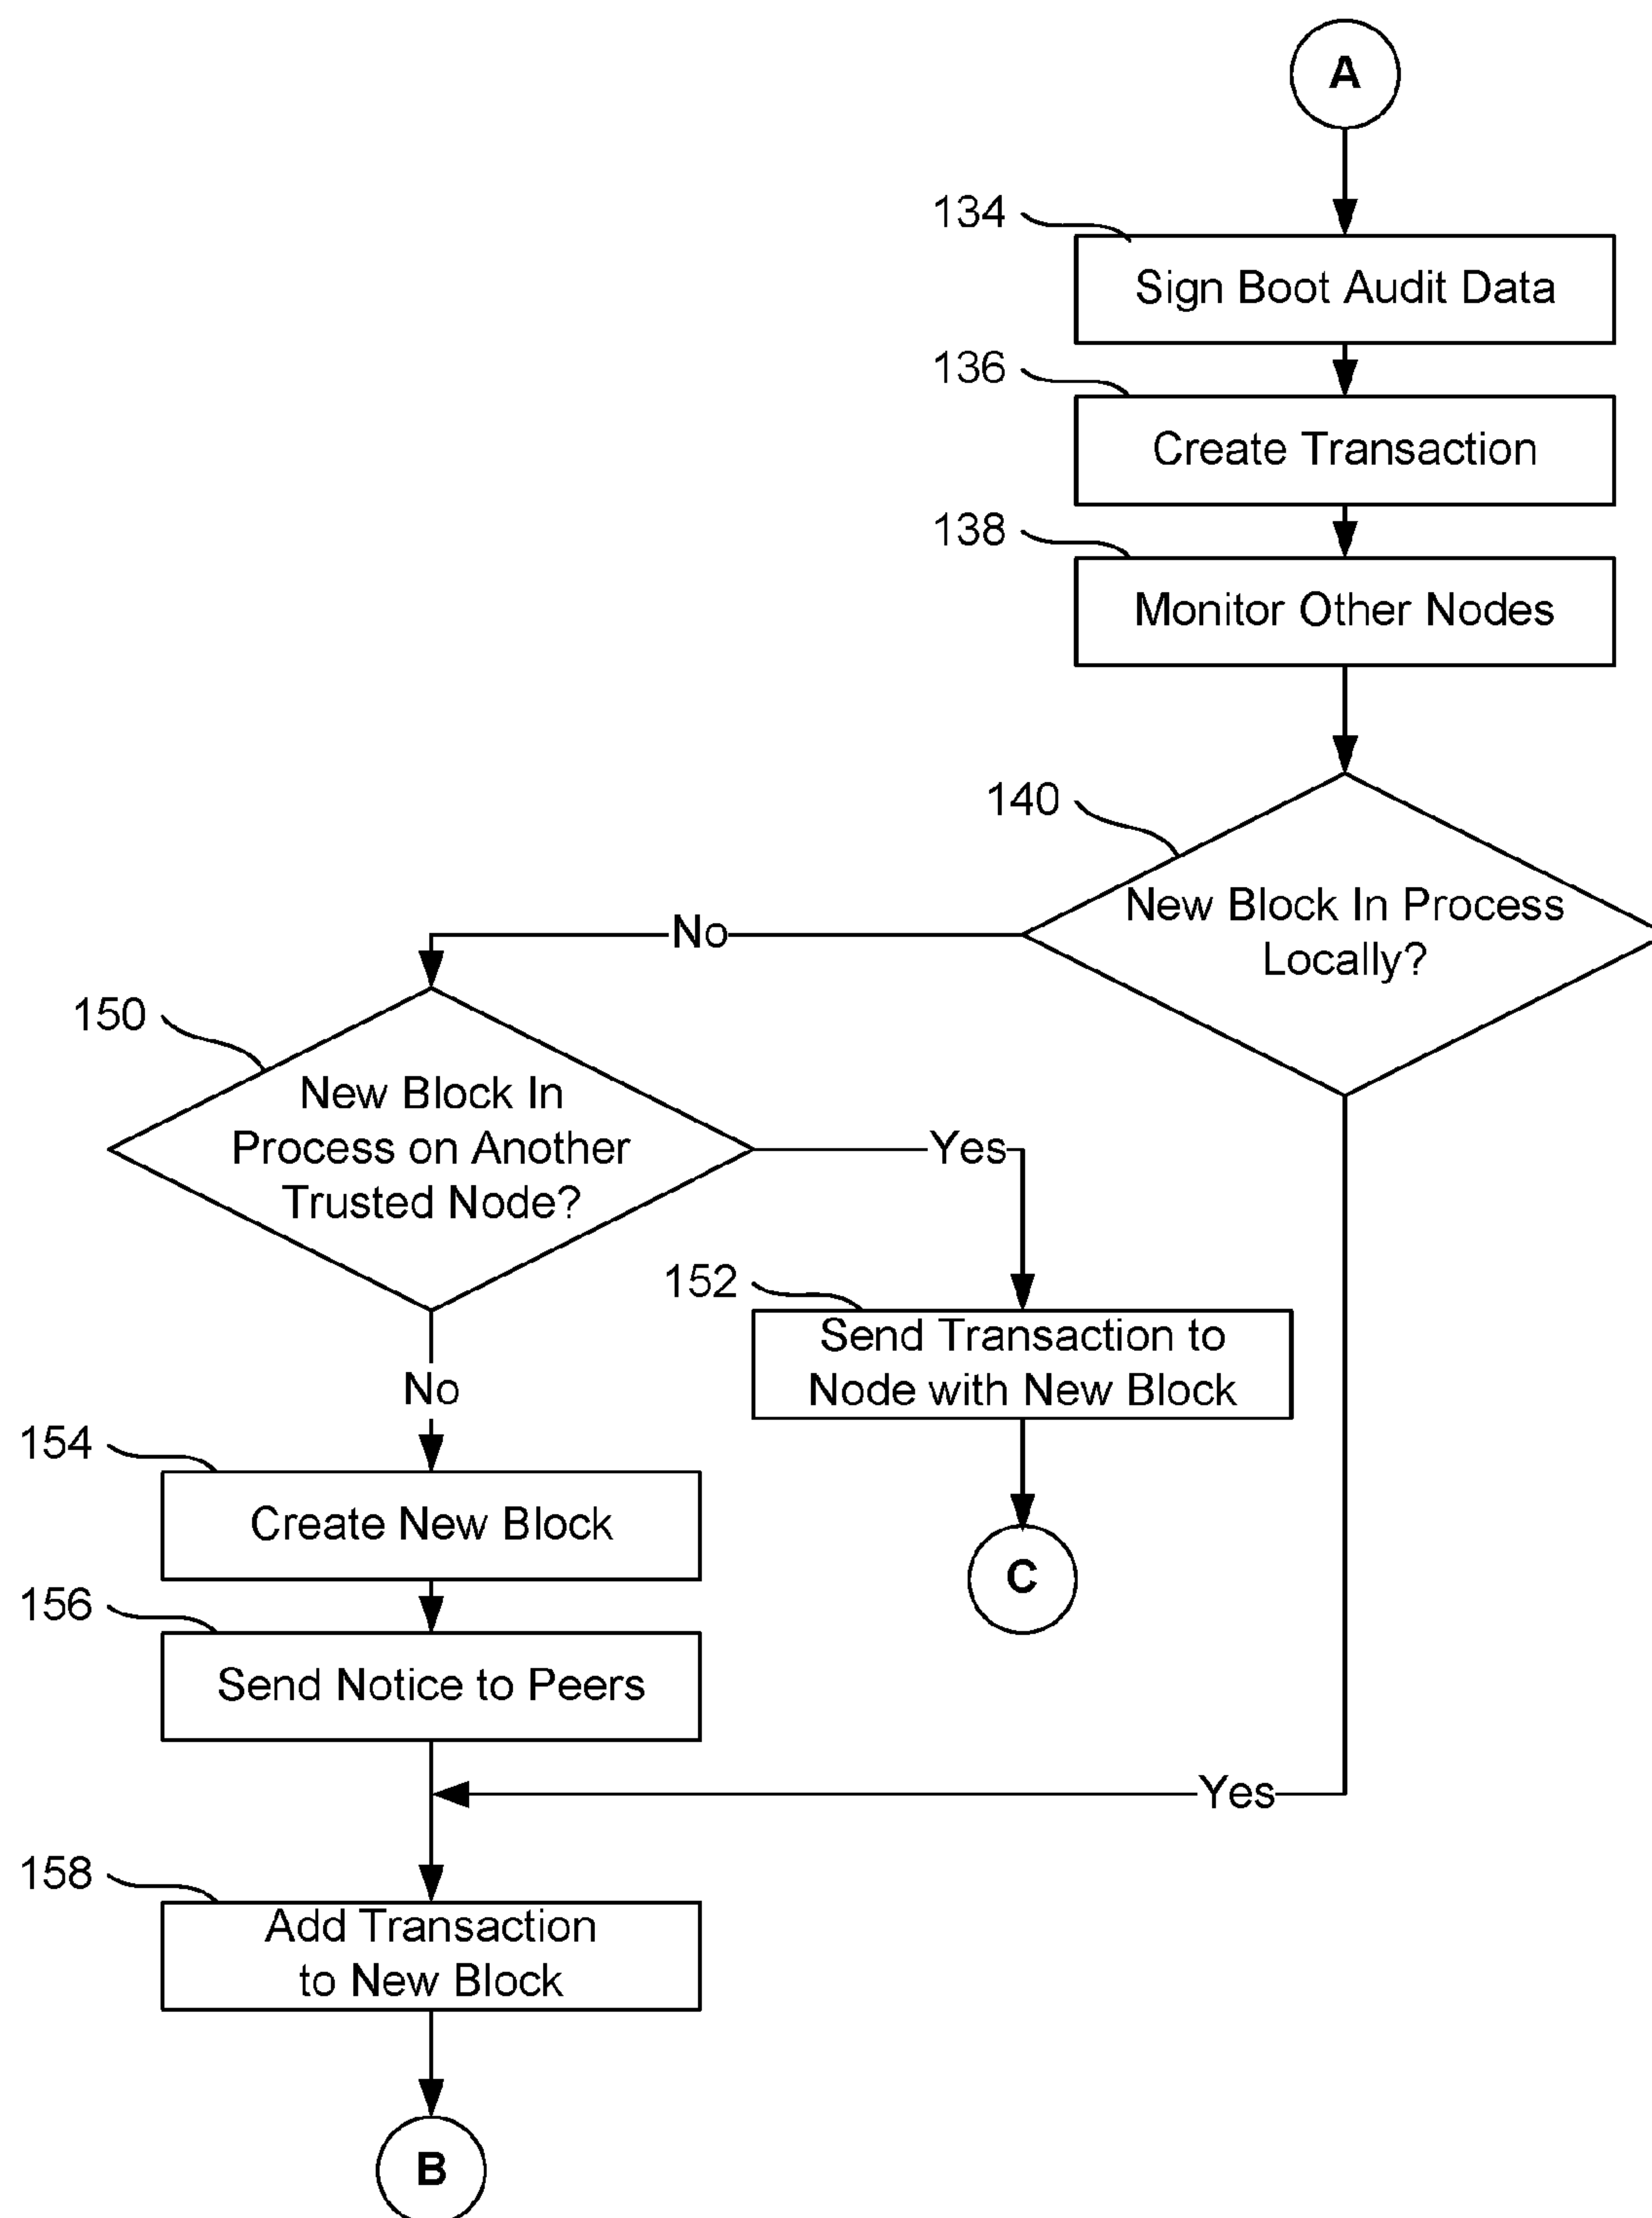 A
134
Sign Boot Audit Data
136
Create Transaction
138
Monitor Other Nodes
140
New Block In Process
Locally?
No
150
New Block In
Process on Another
Trusted Node?
Yes
152
Send Transaction to
Node with New Block
No
154
Create New Block
C
156
Send Notice to Peers
Yes
158
Add Transaction
to New Block
B